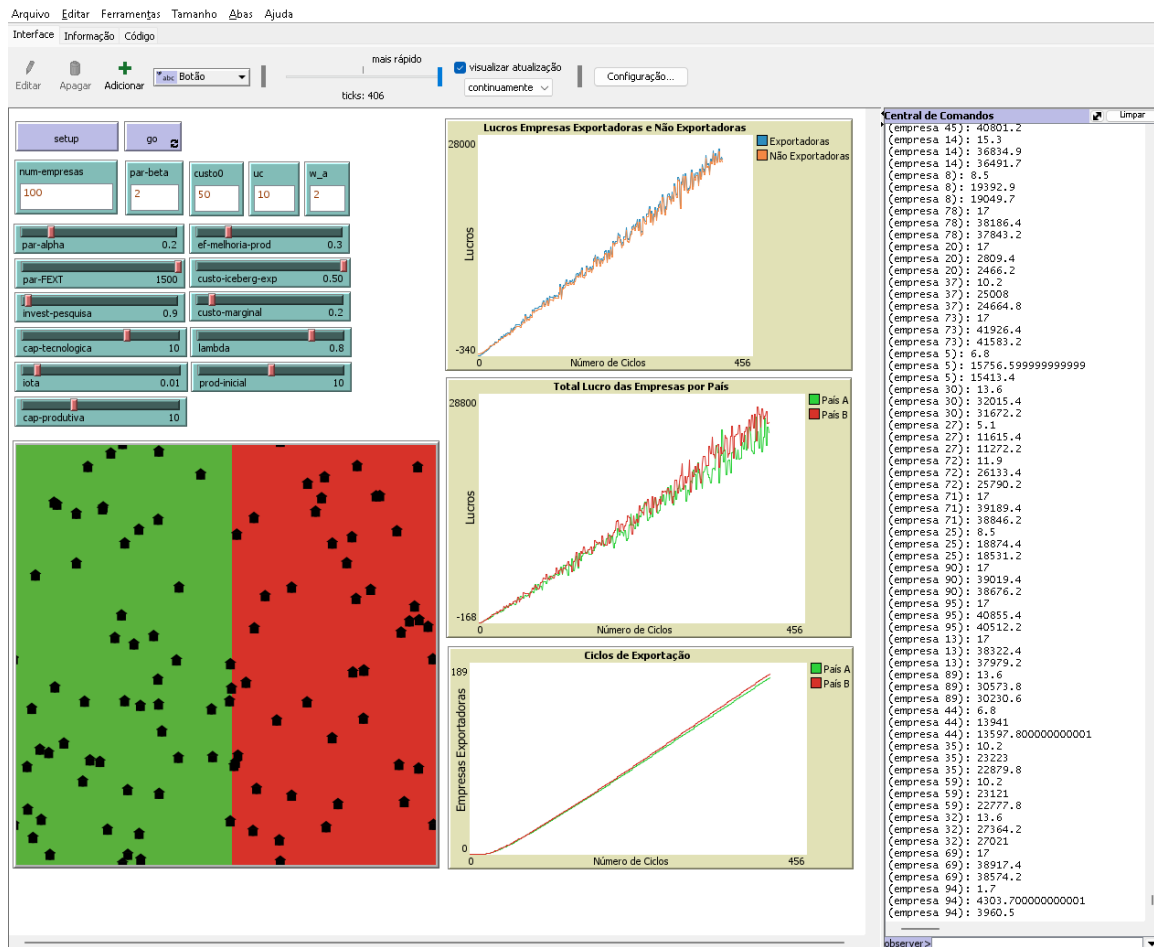 Arquivo Editar Ferramentas Tamanho Abas Ajuda
Interface Informação Código
Editar Apagar Adicionar abc Botão
mais rápido
ticks: 406
visualizar atualização
continuamente
Configuração...
setup go
num-empresas par-beta custo0 uc w_a
100 2 50 10 2
par-alpha 0.2 ef-melhoria-prod 0.3
par-FEXT 1500 custo-iceberg-exp 0.50
invest-pesquisa 0.9 custo-marginal 0.2
cap-tecnologica 10 lambda 0.8
iota 0.01 prod-inicial 10
cap-produtiva 10
Lucros Empresas Exportadoras e Não Exportadoras
28000
Lucros
-340
0 Número de Ciclos 456
Exportadoras
Não Exportadoras
Total Lucro das Empresas por País
28800
Lucros
-168
0 Número de Ciclos 456
País A
País B
Ciclos de Exportação
189
Empresas Exportadoras
0
0 Número de Ciclos 456
País A
País B
Central de Comandos Limpar
(empresa 45): 40801.2
(empresa 14): 15.3
(empresa 14): 36834.9
(empresa 14): 36491.7
(empresa 8): 8.5
(empresa 8): 19392.9
(empresa 8): 19049.7
(empresa 78): 17
(empresa 78): 38186.4
(empresa 78): 37843.2
(empresa 20): 17
(empresa 20): 2809.4
(empresa 20): 2466.2
(empresa 37): 10.2
(empresa 37): 25008
(empresa 37): 24664.8
(empresa 73): 17
(empresa 73): 41926.4
(empresa 73): 41583.2
(empresa 5): 6.8
(empresa 5): 15756.599999999999
(empresa 5): 15413.4
(empresa 30): 13.6
(empresa 30): 32015.4
(empresa 30): 31672.2
(empresa 27): 5.1
(empresa 27): 11615.4
(empresa 27): 11272.2
(empresa 72): 11.9
(empresa 72): 26133.4
(empresa 72): 25790.2
(empresa 71): 17
(empresa 71): 39189.4
(empresa 71): 38846.2
(empresa 25): 8.5
(empresa 25): 18874.4
(empresa 25): 18531.2
(empresa 90): 17
(empresa 90): 39019.4
(empresa 90): 38676.2
(empresa 95): 17
(empresa 95): 40855.4
(empresa 95): 40512.2
(empresa 13): 17
(empresa 13): 38322.4
(empresa 13): 37979.2
(empresa 89): 13.6
(empresa 89): 30573.8
(empresa 89): 30230.6
(empresa 44): 6.8
(empresa 44): 13941
(empresa 44): 13597.800000000001
(empresa 35): 10.2
(empresa 35): 23223
(empresa 35): 22879.8
(empresa 59): 10.2
(empresa 59): 23121
(empresa 59): 22777.8
(empresa 32): 13.6
(empresa 32): 27364.2
(empresa 32): 27021
(empresa 69): 17
(empresa 69): 38917.4
(empresa 69): 38574.2
(empresa 94): 1.7
(empresa 94): 4303.700000000001
(empresa 94): 3960.5
observer>